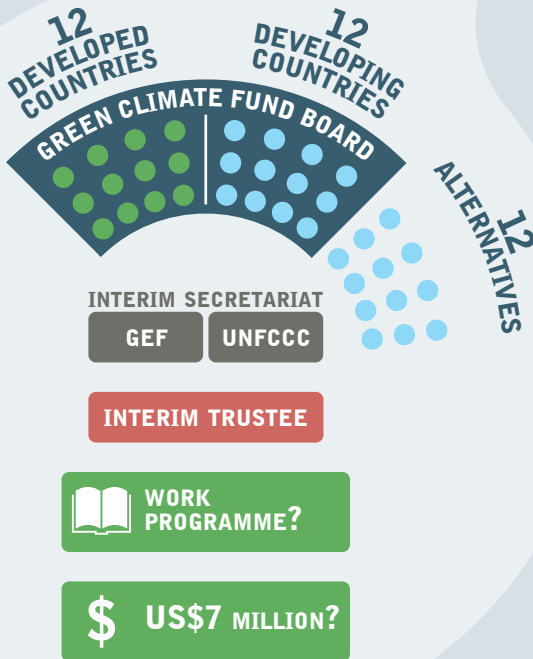 12
DEVELOPED
COUNTRIES
12
DEVELOPING
COUNTRIES
GREEN CLIMATE FUND BOARD
12
ALTERNATIVES
INTERIM SECRETARIAT
GEF
UNFCCC
INTERIM TRUSTEE
WORK
PROGRAMME?
$ US$7 MILLION?